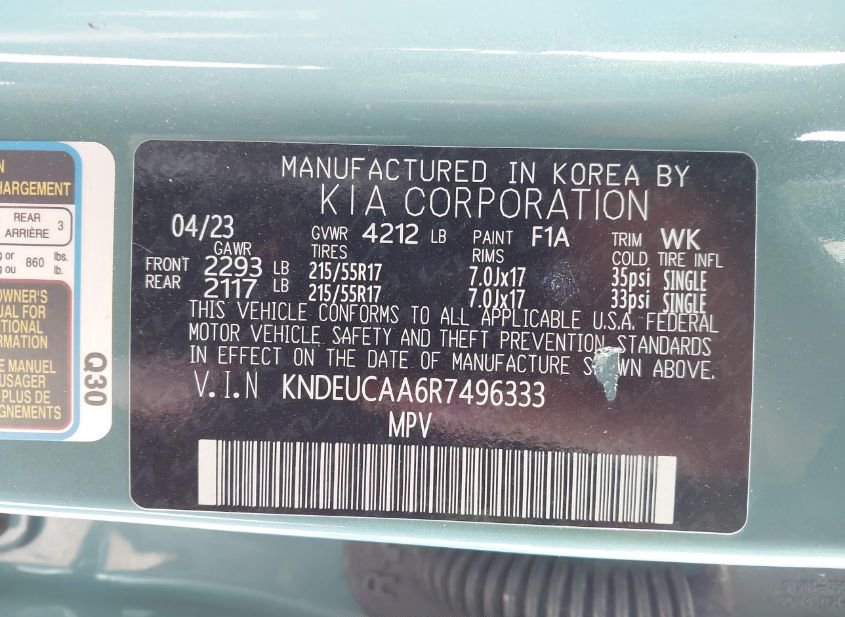 MANUFACTURED IN KOREA BY
KIA CORPORATION
04/23 GVWR 4212 LB PAINT F1A TRIM WK
GAWR TIRES RIMS COLD TIRE INFL
FRONT 2293 LB 215/55R17 7.0Jx17 35psi SINGLE
REAR 2117 LB 215/55R17 7.0Jx17 33psi SINGLE
THIS VEHICLE CONFORMS TO ALL APPLICABLE U.S.A. FEDERAL
MOTOR VEHICLE SAFETY AND THEFT PREVENTION STANDARDS
IN EFFECT ON THE DATE OF MANUFACTURE SHOWN ABOVE.
V.I.N KNDEUCAA6R7496333
MPV
HARGEMENT
REAR
ARRIÈRE 3
or
ou 860 lbs.
lb.
OWNER'S
UAL FOR
TIONAL
RMATION
E MANUEL
USAGER
PLUS DE
GNEMENTS
Q30